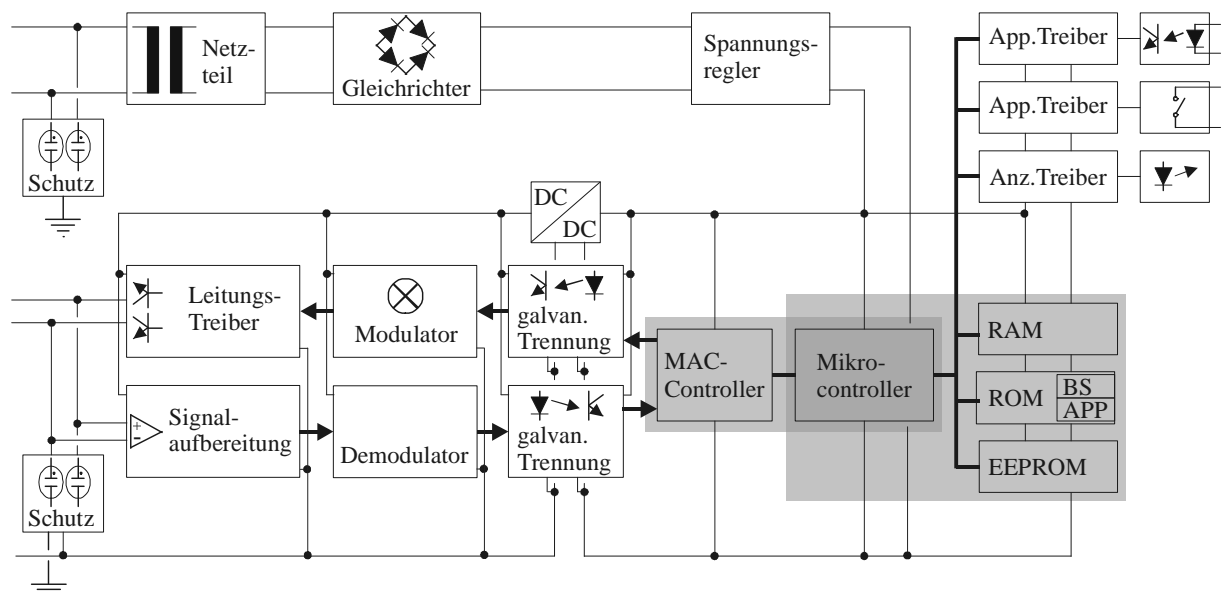 Netz-
teil
Gleichrichter
Spannungs-
regler
App.Treiber
App.Treiber
Anz.Treiber
Schutz
DC
DC
Leitungs-
Treiber
Modulator
galvan.
Trennung
MAC-
Controller
Mikro-
controller
RAM
ROM
BS
APP
EEPROM
+
-
Signal-
aufbereitung
Demodulator
galvan.
Trennung
Schutz